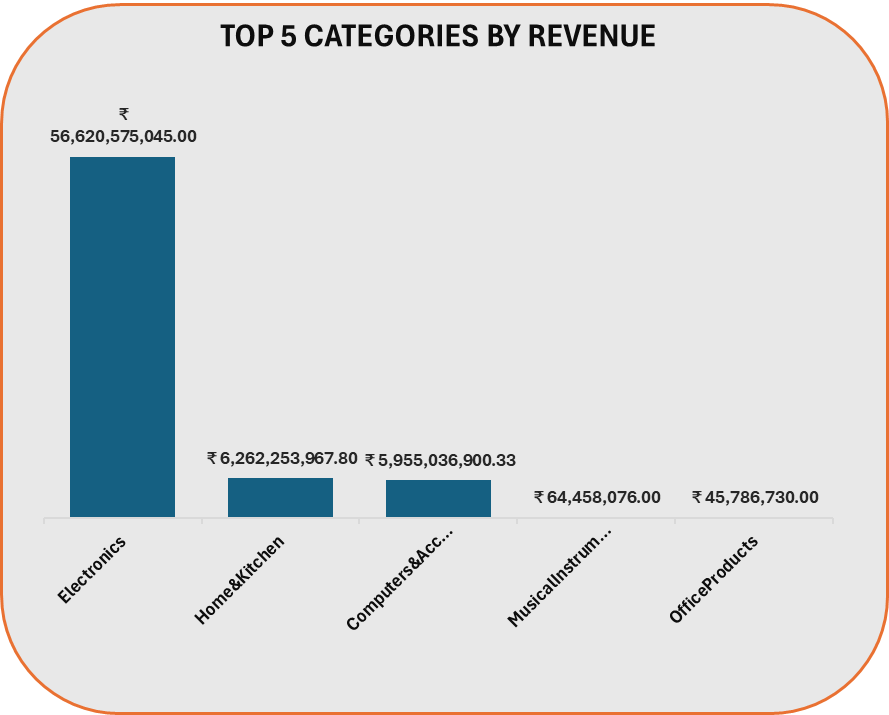 TOP 5 CATEGORIES BY REVENUE
₹
56,620,575,045.00
₹ 6,262,253,967.80
₹ 5,955,036,900.33
₹ 64,458,076.00
₹ 45,786,730.00
Electronics
Home&Kitchen
Computers&Acc...
MusicalInstrum...
OfficeProducts